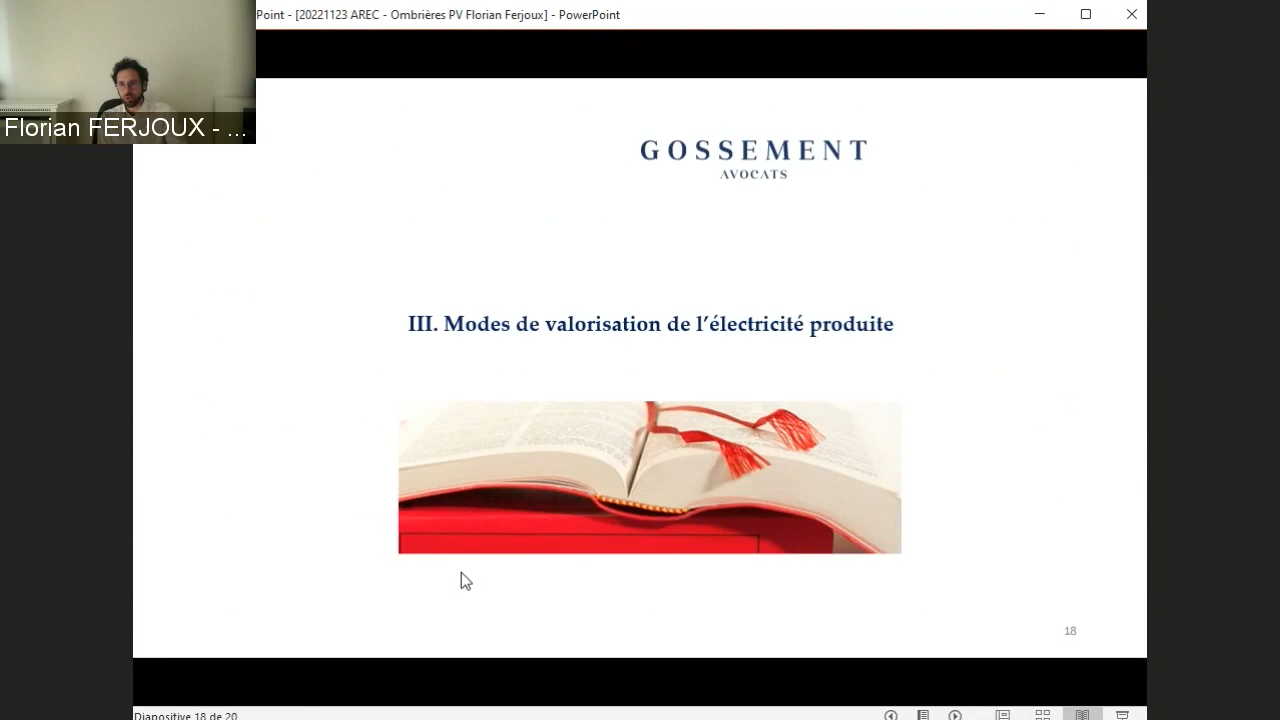 Point - [20221123 AREC - Ombrières PV Florian Ferjoux] - PowerPoint
Florian FERJOUX - ...
GOSSEMENT
AVOCATS
III. Modes de valorisation de l’électricité produite
18
Diapositive 18 de 20